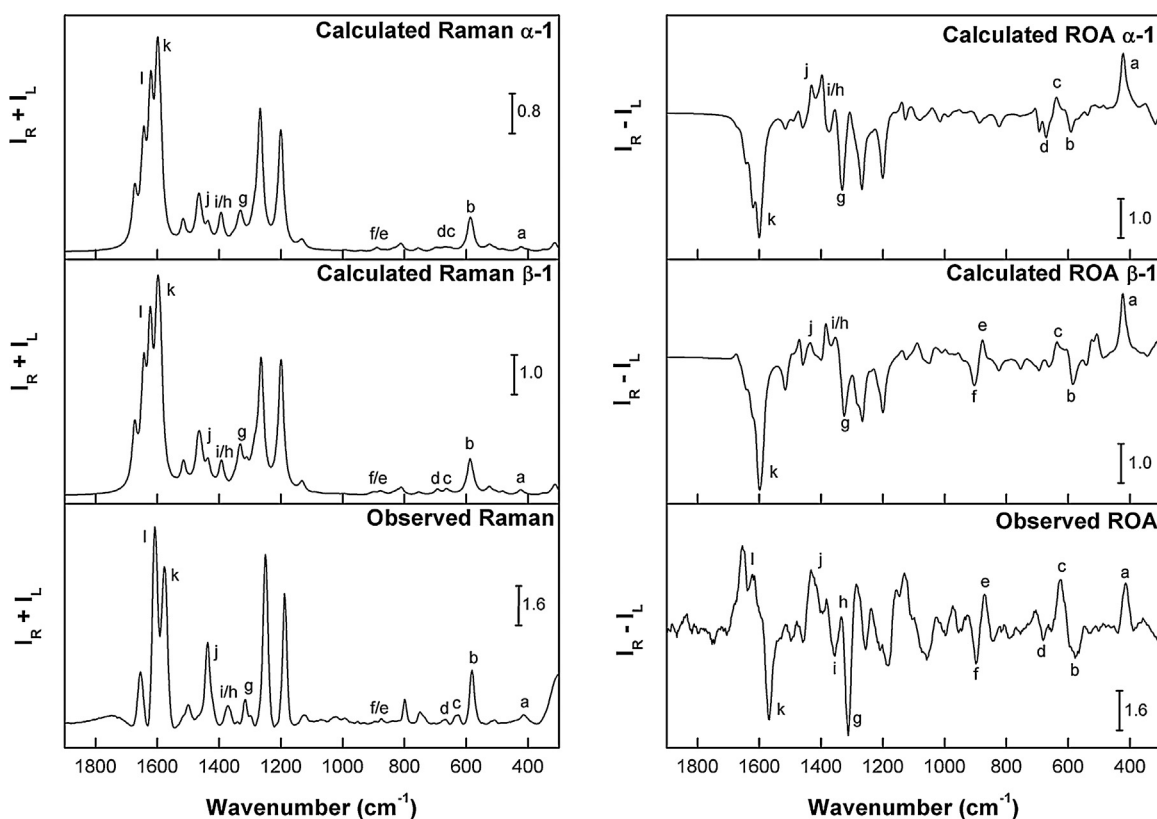 Calculated Raman α-1
I_R + I_L
k
l
0.8
j
i/h
g
b
f/e
dc
a
Calculated Raman β-1
I_R + I_L
k
l
1.0
j
i/h
g
b
f/e
d c
a
Observed Raman
I_R + I_L
l
k
1.6
j
i/h
g
b
f/e
d
c
a
1800 1600 1400 1200 1000 800 600 400
Wavenumber (cm⁻¹)
Calculated ROA α-1
I_R - I_L
a
j
i/h
c
d
b
g
k
1.0
Calculated ROA β-1
I_R - I_L
a
j
i/h
e
c
f
b
g
k
1.0
Observed ROA
I_R - I_L
l
j
h
e
c
a
i
f
d
b
k
g
1.6
1800 1600 1400 1200 1000 800 600 400
Wavenumber (cm⁻¹)